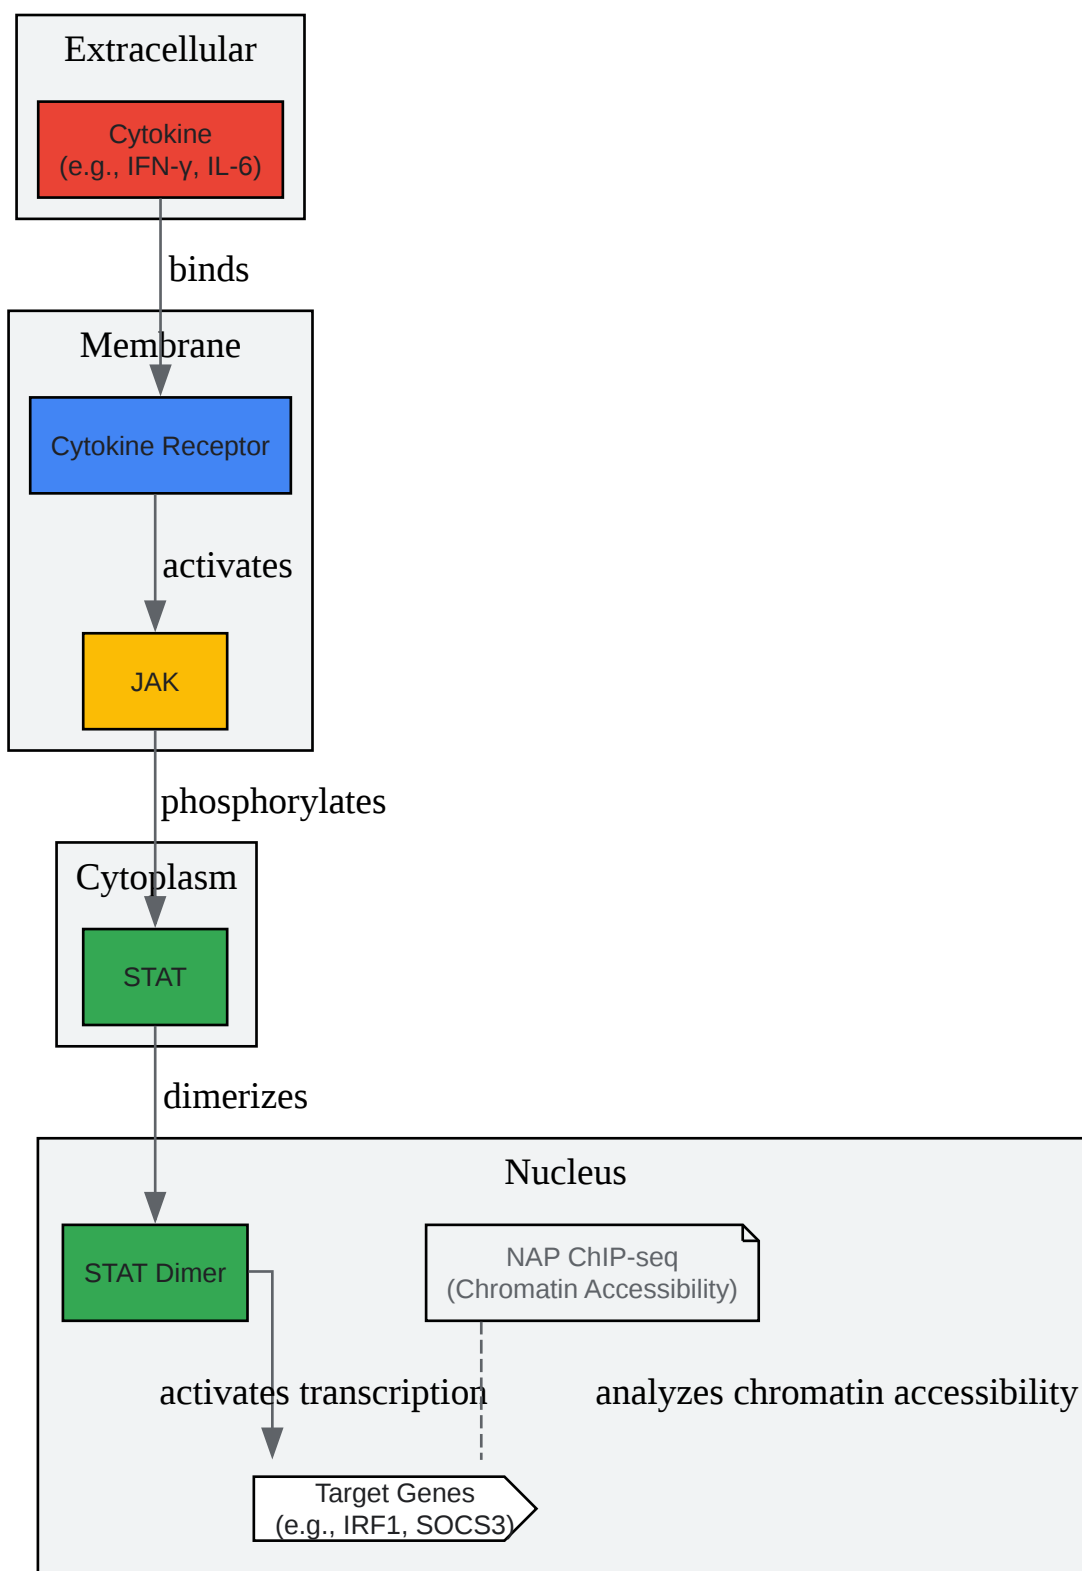 Extracellular
Cytokine
(e.g., IFN-γ, IL-6)
binds
Membrane
Cytokine Receptor
activates
JAK
phosphorylates
Cytoplasm
STAT
dimerizes
Nucleus
STAT Dimer
NAP ChIP-seq
(Chromatin Accessibility)
activates transcription
analyzes chromatin accessibility
Target Genes
(e.g., IRF1, SOCS3)